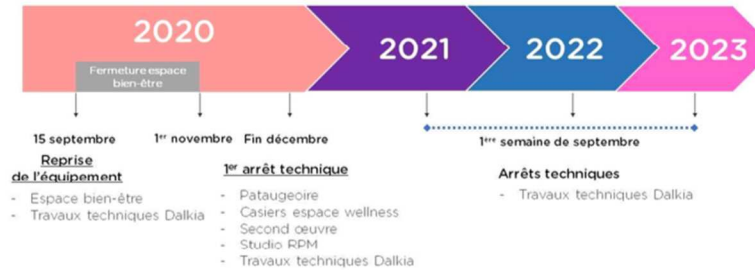 2020
2021
2022
2023
Fermeture espace
bien-être
15 septembre
1er novembre
Fin décembre
1ère semaine de septembre
Reprise
de l'équipement
- Espace bien-être
- Travaux techniques Dalkia
1er arrêt technique
- Pataugeoire
- Casiers espace wellness
- Second œuvre
- Studio RPM
- Travaux techniques Dalkia
Arrêts techniques
- Travaux techniques Dalkia